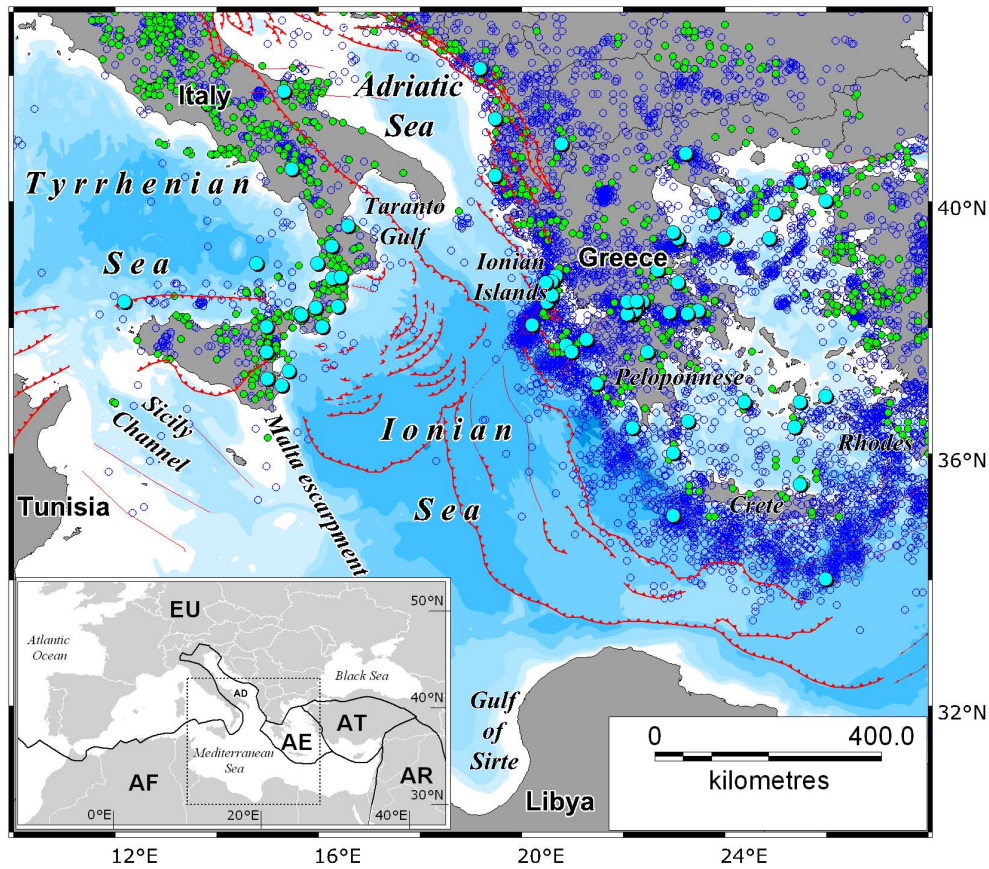 Italy
Adriatic
Sea
Tyrrhenian
Sea
Taranto
Gulf
Ionian
Islands
Greece
40°N
Peloponnese
Sicily
Channel
Malta escarpment
Ionian
Sea
Rhodes
36°N
Tunisia
Crete
EU
50°N
Atlantic
Ocean
Black Sea
AD
40°N
AT
AE
Mediterranean
Sea
AF
AR
30°N
0°E
20°E
40°E
Gulf
of
Sirte
Libya
32°N
0
400.0
kilometres
12°E
16°E
20°E
24°E